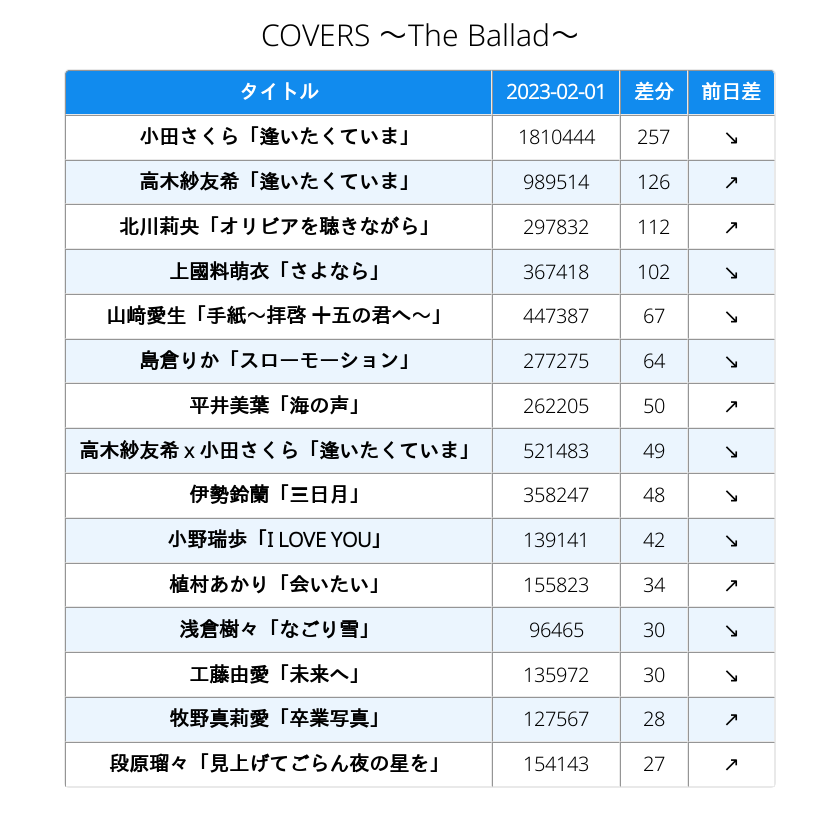 COVERS ～The Ballad～
タイトル 2023-02-01 差分 前日差
小田さくら「逢いたくていま」 1810444 257 ↘
高木紗友希「逢いたくていま」 989514 126 ↗
北川莉央「オリビアを聴きながら」 297832 112 ↗
上國料萌衣「さよなら」 367418 102 ↘
山﨑愛生「手紙～拝啓 十五の君へ～」 447387 67 ↘
島倉りか「スローモーション」 277275 64 ↘
平井美葉「海の声」 262205 50 ↗
高木紗友希 x 小田さくら「逢いたくていま」 521483 49 ↘
伊勢鈴蘭「三日月」 358247 48 ↘
小野瑞歩「I LOVE YOU」 139141 42 ↘
植村あかり「会いたい」 155823 34 ↗
浅倉樹々「なごり雪」 96465 30 ↘
工藤由愛「未来へ」 135972 30 ↘
牧野真莉愛「卒業写真」 127567 28 ↗
段原瑠々「見上げてごらん夜の星を」 154143 27 ↗